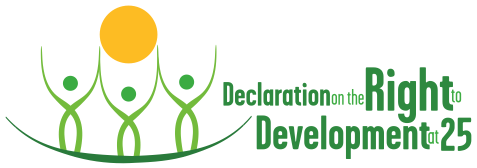 Declaration on the Right to
Development at 25